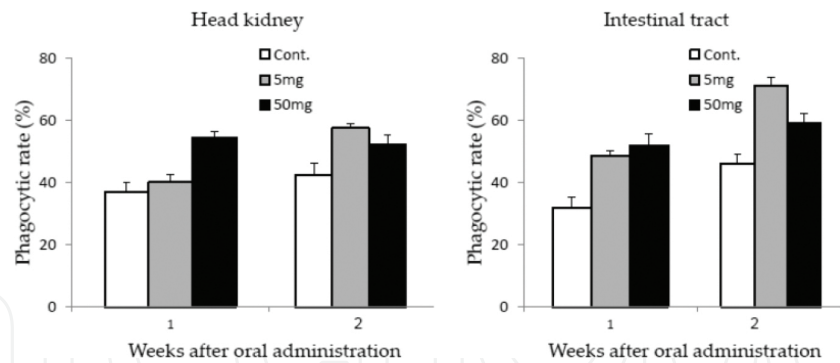 Head kidney
Cont.
5mg
50mg
Phagocytic rate (%)
80
60
40
20
0
1
2
Weeks after oral administration
Intestinal tract
Cont.
5mg
50mg
Phagocytic rate (%)
80
60
40
20
0
1
2
Weeks after oral administration